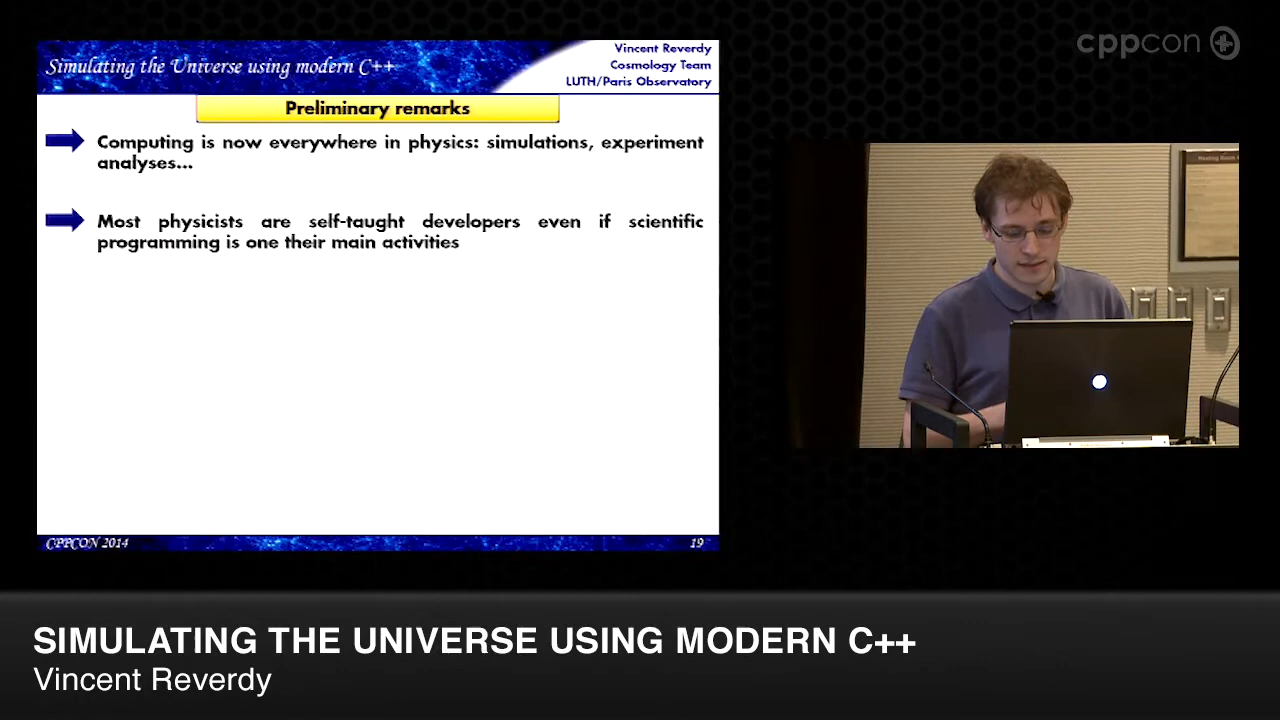 cppcon
Simulating the Universe using modern C++
Vincent Reverdy
Cosmology Team
LUTH/Paris Observatory
Preliminary remarks
Computing is now everywhere in physics: simulations, experiment
analyses...
Most physicists are self-taught developers even if scientific
programming is one their main activities
CPPCON 2014
19
SIMULATING THE UNIVERSE USING MODERN C++
Vincent Reverdy